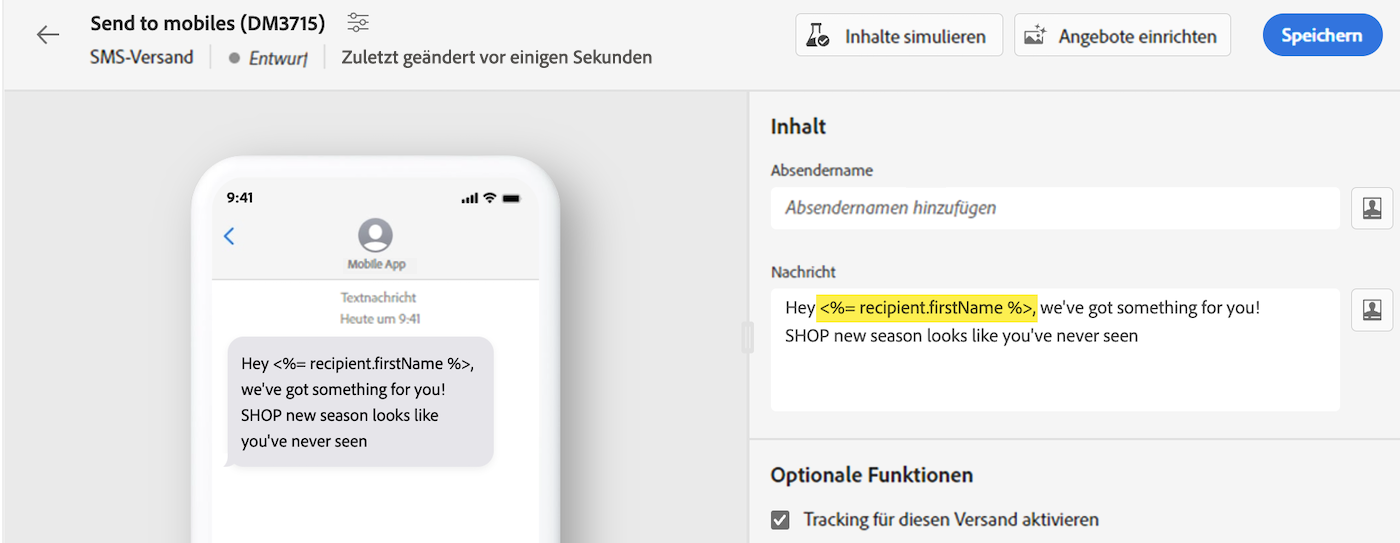 Send to mobiles (DM3715)
SMS-Versand
Entwurf
Zuletzt geändert vor einigen Sekunden
Inhalte simulieren
Angebote einrichten
Speichern
9:41
Mobile App
Textnachricht
Heute um 9:41
Hey <%= recipient.firstName %>,
we've got something for you!
SHOP new season looks like
you've never seen
Inhalt
Absendername
Absendernamen hinzufügen
Nachricht
Hey <%= recipient.firstName %>, we've got something for you!
SHOP new season looks like you've never seen
Optionale Funktionen
Tracking für diesen Versand aktivieren